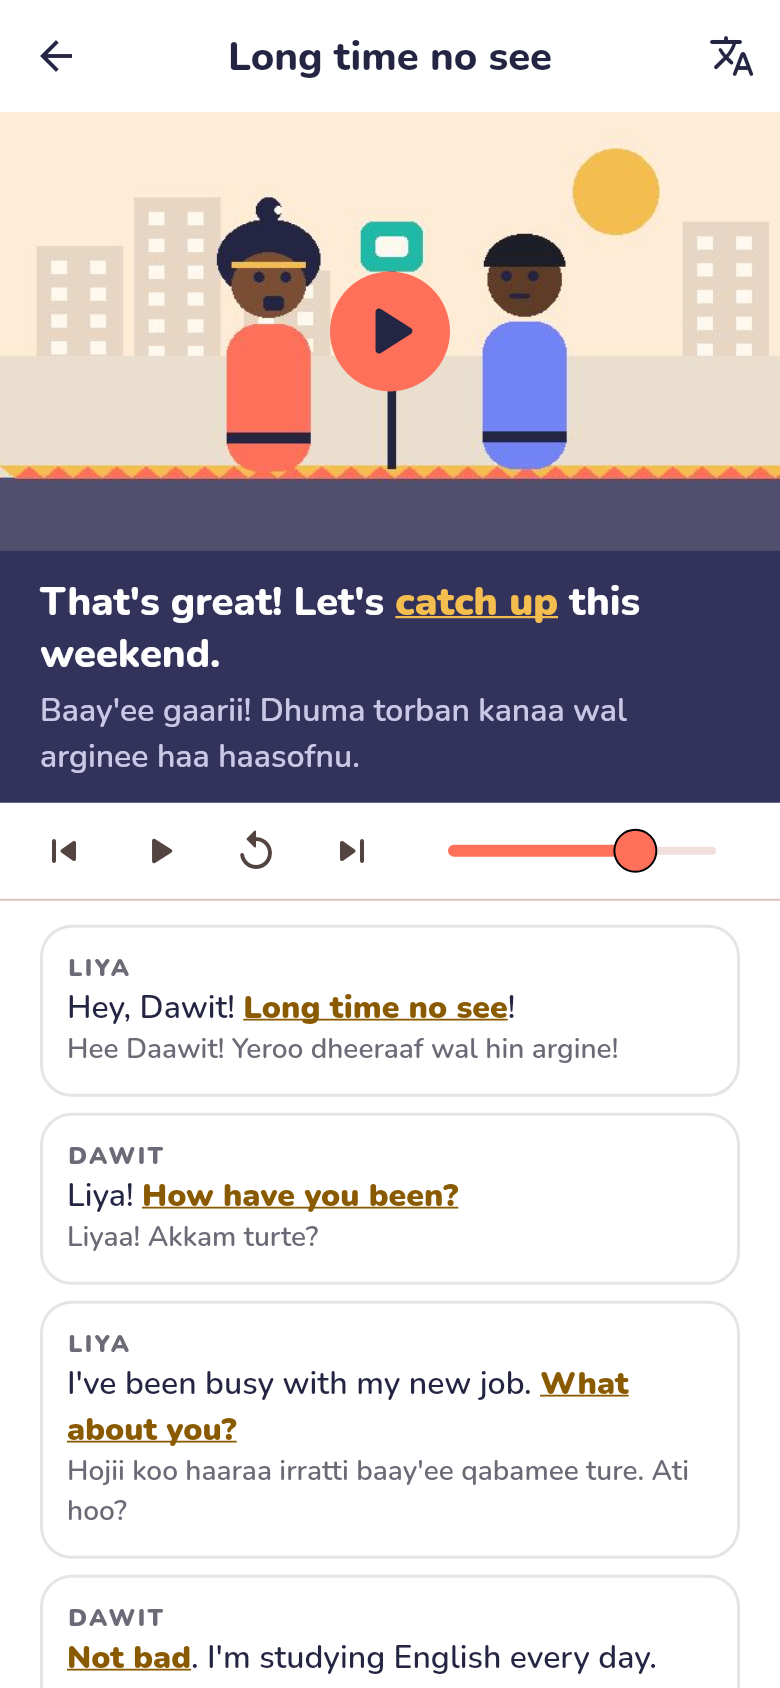 Long time no see
That's great! Let's catch up this
weekend.
Baay'ee gaarii! Dhuma torban kanaa wal
arginee haa haasofnu.
LIYA
Hey, Dawit! Long time no see!
Hee Daawit! Yeroo dheeraaf wal hin argine!
DAWIT
Liya! How have you been?
Liyaa! Akkam turte?
LIYA
I've been busy with my new job. What
about you?
Hojii koo haaraa irratti baay'ee qabamee ture. Ati
hoo?
DAWIT
Not bad. I'm studying English every day.